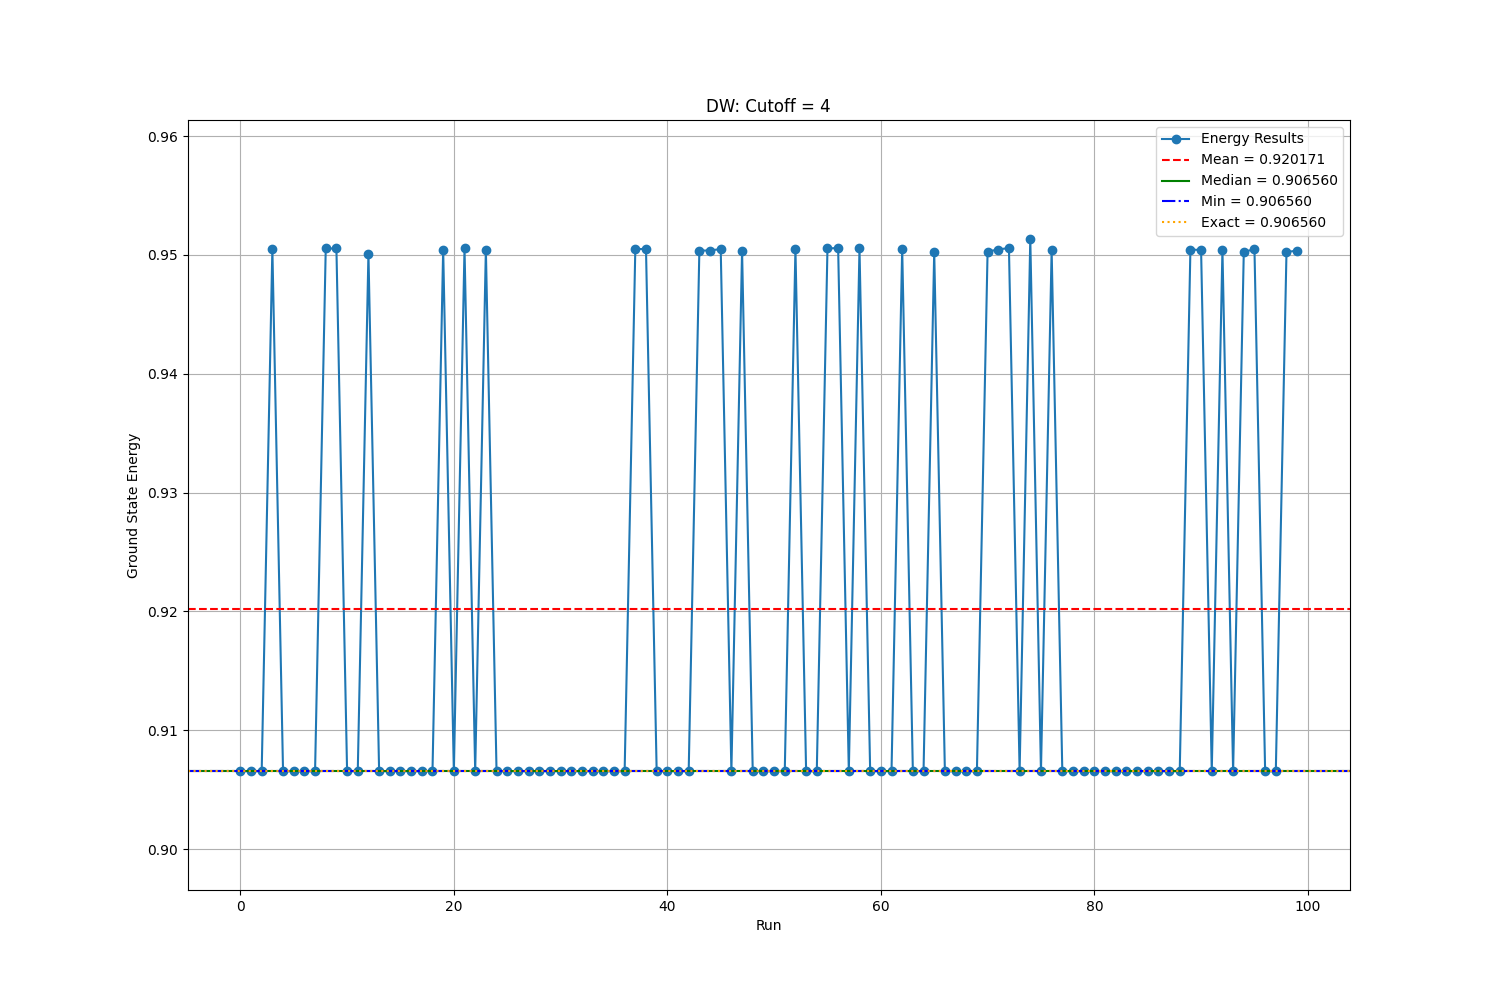 DW: Cutoff = 4
Energy Results
Mean = 0.920171
Median = 0.906560
Min = 0.906560
Exact = 0.906560
0.96
0.95
0.94
0.93
0.92
0.91
0.90
Ground State Energy
0
20
40
60
80
100
Run